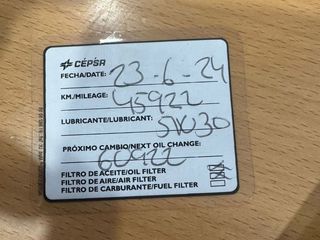 CEPSA
FECHA/DATE: 23-6-24
KM./MILEAGE: 45922
LUBRICANTE/LUBRICANT: 5W30
PRÓXIMO CAMBIO/NEXT OIL CHANGE:
60922
FILTRO DE ACEITE/OIL FILTER
FILTRO DE AIRE/AIR FILTER
FILTRO DE CARBURANTE/FUEL FILTER